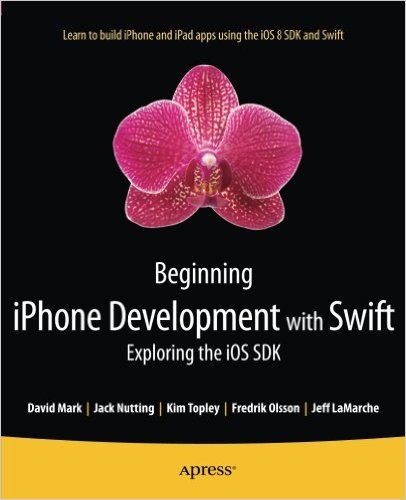 Learn to build iPhone and iPad apps using the iOS 8 SDK and Swift
Beginning
iPhone Development with Swift
Exploring the iOS SDK
David Mark | Jack Nutting | Kim Topley | Fredrik Olsson | Jeff LaMarche
Apress®